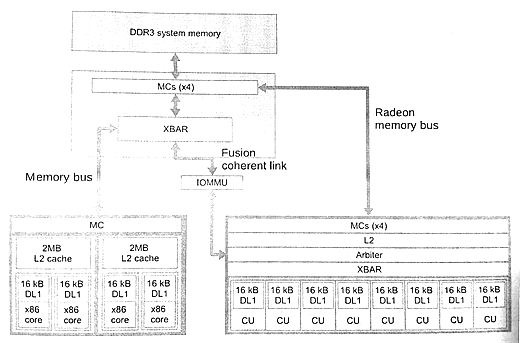 DDR3 system memory
MCs (x4)
XBAR
Radeon
memory bus
Fusion
coherent link
Memory bus
IOMMU
MC
2MB
L2 cache
2MB
L2 cache
16 kB
DL1
16 kB
DL1
16 kB
DL1
16 kB
DL1
x86
core
x86
core
x86
core
x86
core
MCs (x4)
L2
Arbiter
XBAR
16 kB
DL1
16 kB
DL1
16 kB
DL1
16 kB
DL1
16 kB
DL1
16 kB
DL1
16 kB
DL1
16 kB
DL1
CU
CU
CU
CU
CU
CU
CU
CU